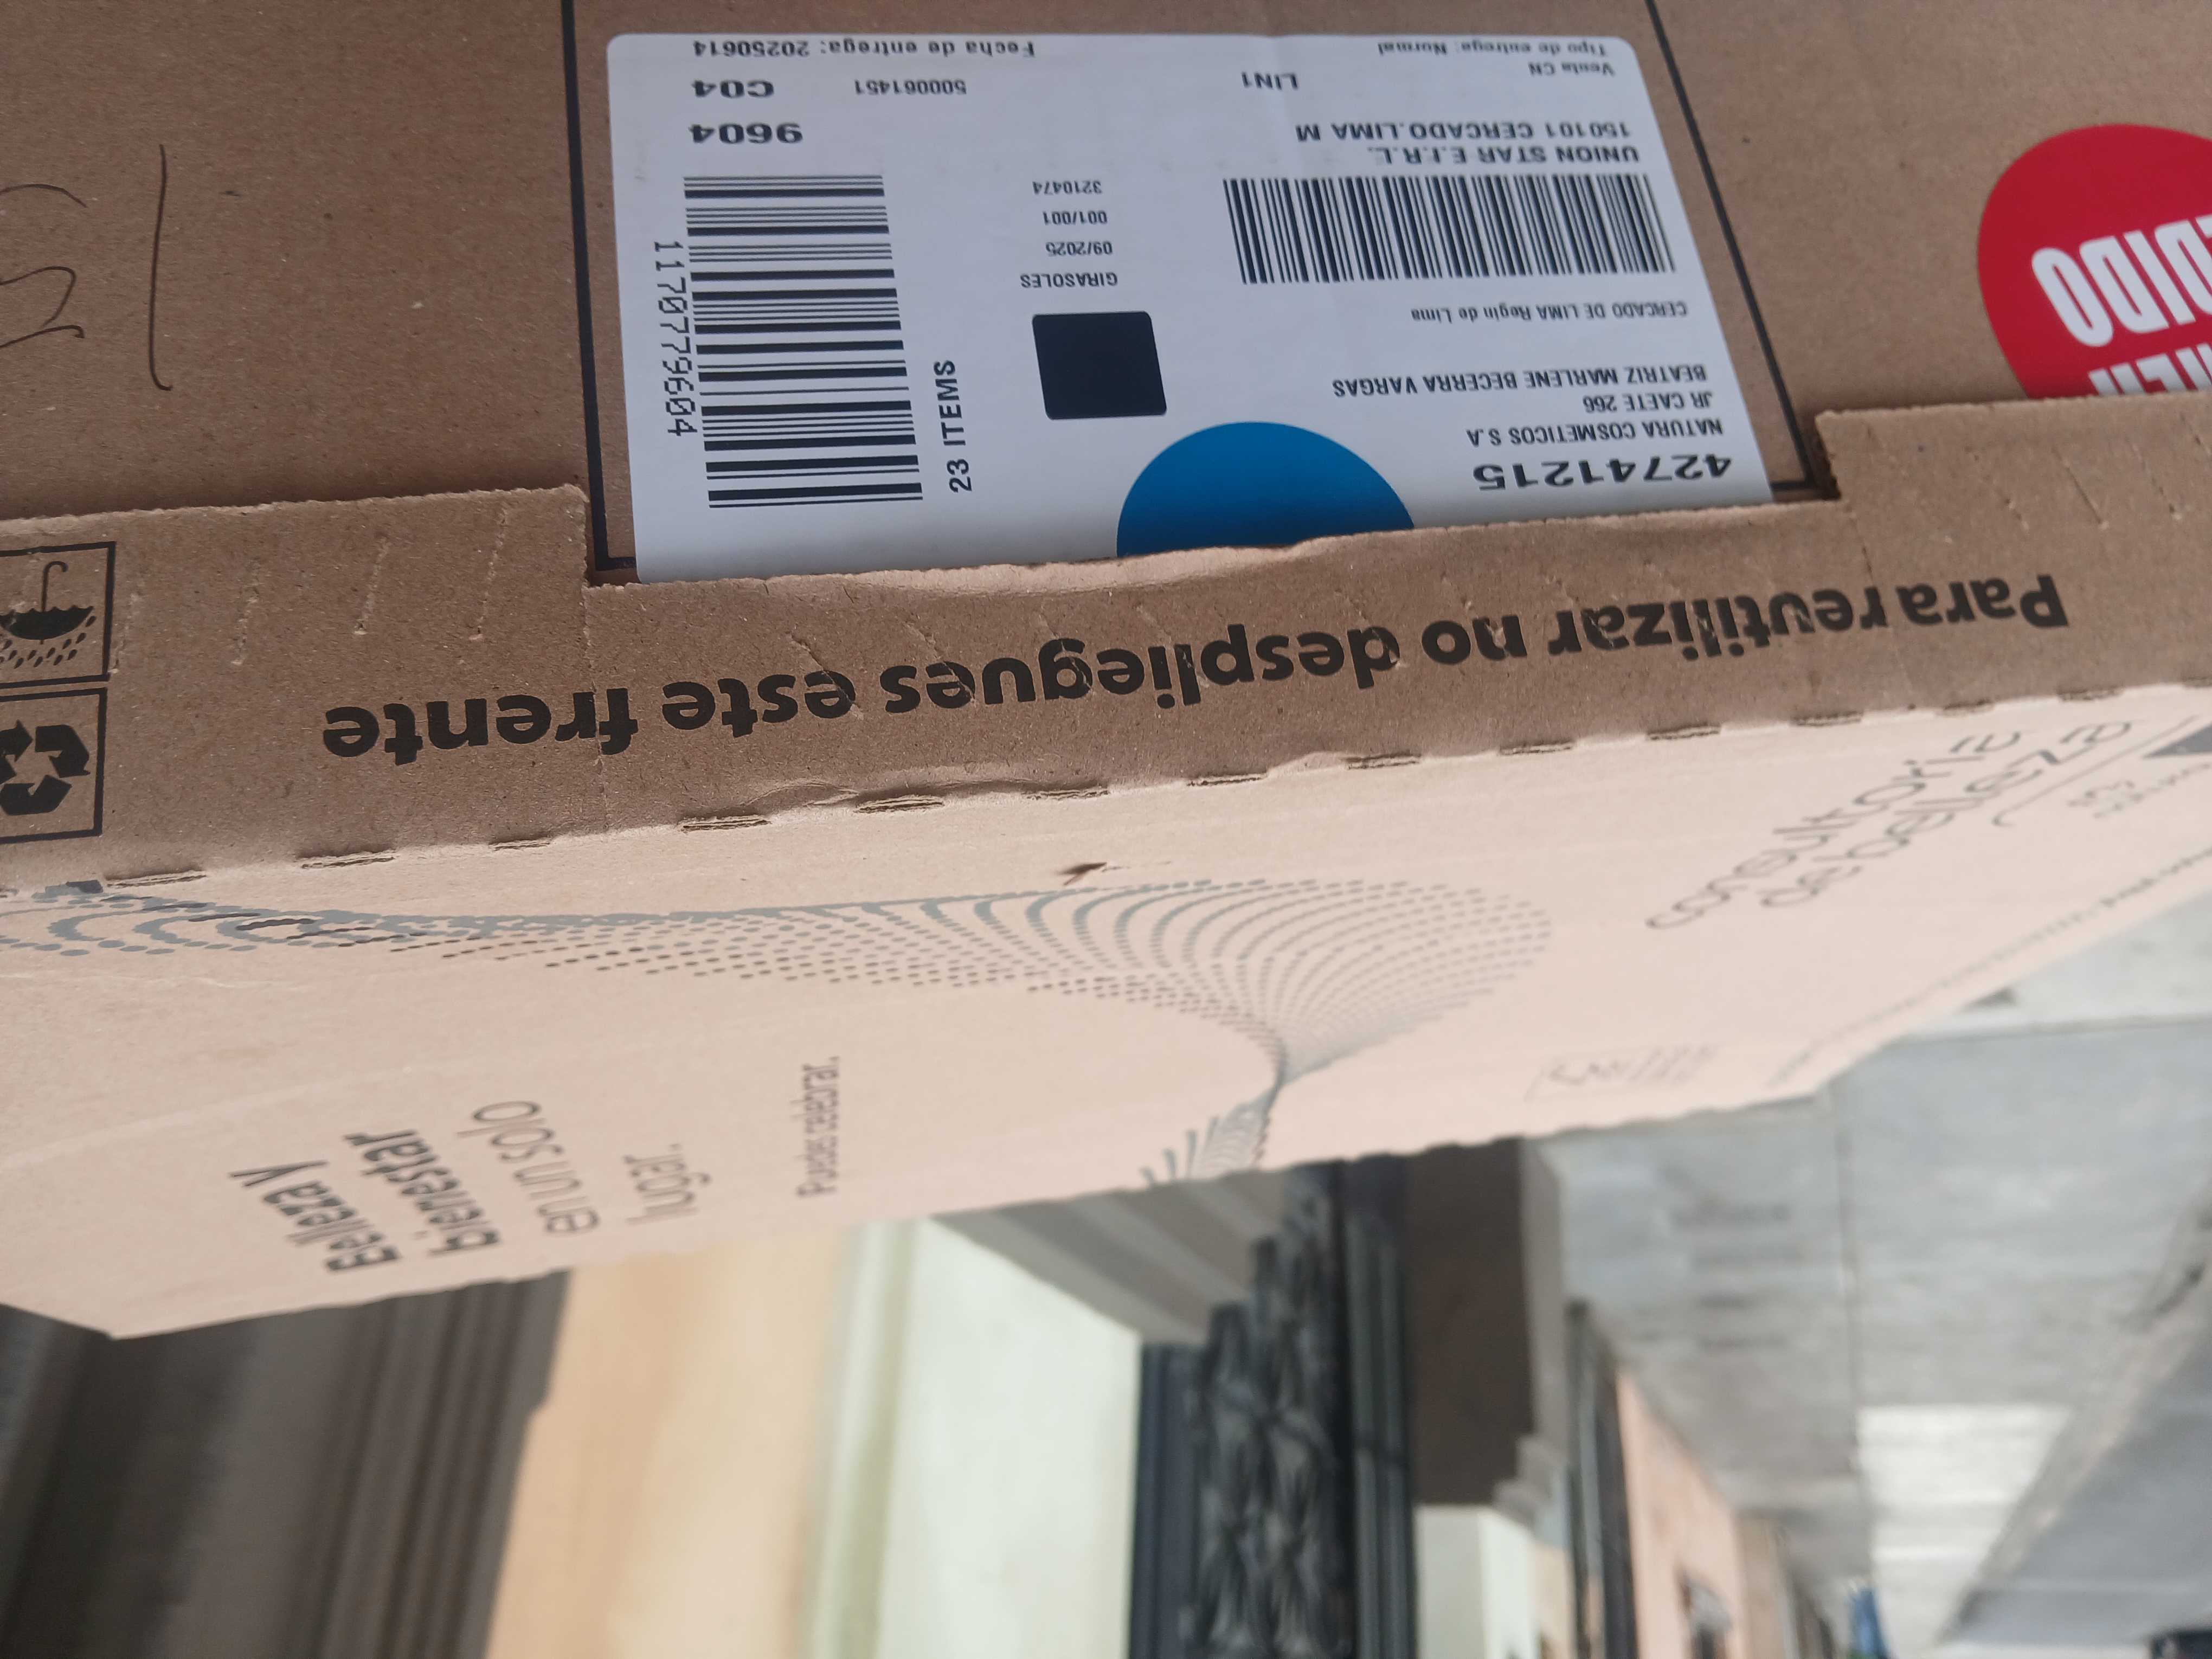 42741215
NATURA COSMETICOS S.A
JR CAETE 266
BEATRIZ MARLENE BECERRA VARGAS
CERCADO DE LIMA Regin de Lima
23 ITEMS
1170779604
GIRASOLES
09/2025
001/001
3210474
UNION STAR E.I.R.L.
150101 CERCADO.LIMA M
9604
Venta CN
LIN1
500061451
C04
Tipo de entrega: Normal
Fecha de entrega: 20250614
Para reutilizar no despliegues este frente
consultoría
de belleza
Belleza y
bienestar
en un solo
lugar.
Puedes celebrar.